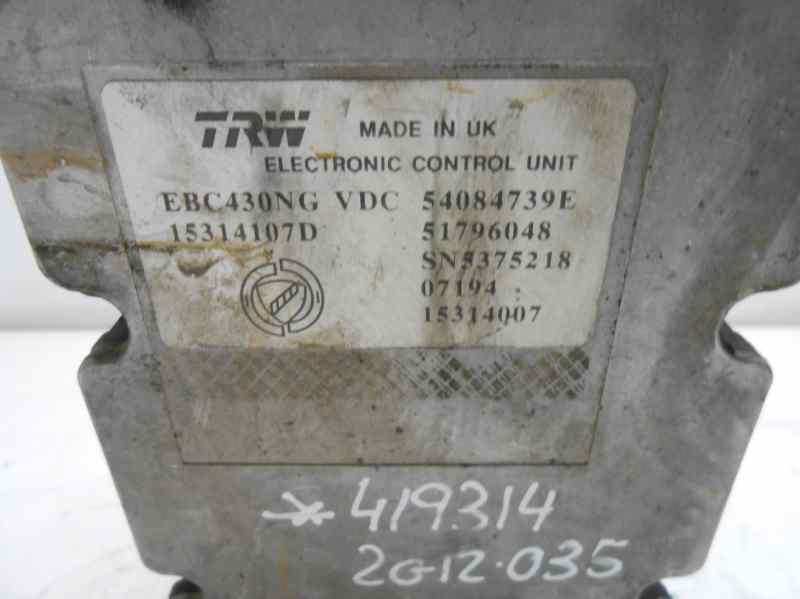 TRW MADE IN UK
ELECTRONIC CONTROL UNIT
EBC430NG VDC 54084739E
15314107D 51796048
SN5375218
07194
15314007
419314
2G12.035